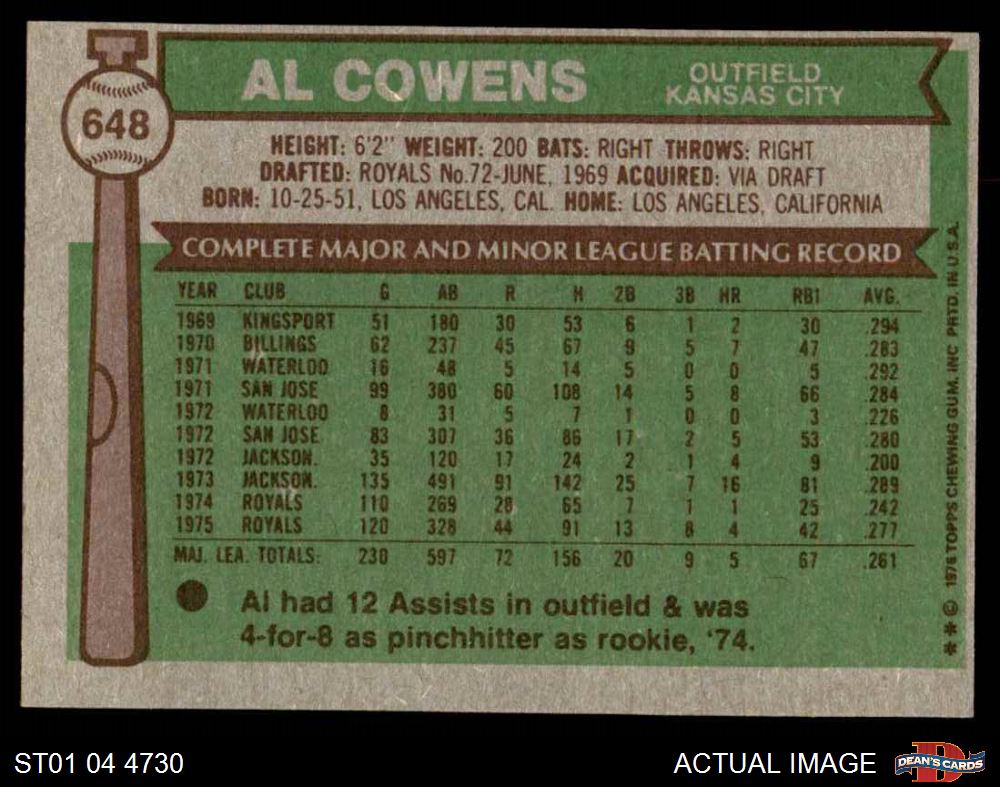 648
AL COWENS
OUTFIELD
KANSAS CITY
HEIGHT: 6'2" WEIGHT: 200 BATS: RIGHT THROWS: RIGHT
DRAFTED: ROYALS No.72-JUNE, 1969 ACQUIRED: VIA DRAFT
BORN: 10-25-51, LOS ANGELES, CAL. HOME: LOS ANGELES, CALIFORNIA
COMPLETE MAJOR AND MINOR LEAGUE BATTING RECORD
YEAR CLUB G AB R H 2B 3B HR RBI AVG.
1969 KINGSPORT 51 180 30 53 6 1 2 30 .294
1970 BILLINGS 62 237 45 67 9 5 7 47 .283
1971 WATERLOO 16 48 5 14 5 0 0 5 .292
1971 SAN JOSE 99 380 60 108 14 5 8 66 .284
1972 WATERLOO 8 31 5 7 1 0 0 3 .226
1972 SAN JOSE 83 307 36 86 17 2 5 53 .280
1972 JACKSON. 35 120 17 24 2 1 4 9 .200
1973 JACKSON. 135 491 91 142 25 7 16 81 .289
1974 ROYALS 110 269 28 65 7 1 1 25 .242
1975 ROYALS 120 328 44 91 13 8 4 42 .277
MAJ. LEA. TOTALS: 230 597 72 156 20 9 5 67 .261
Al had 12 Assists in outfield & was
4-for-8 as pinchhitter as rookie, '74.
* * © 1976 TOPPS CHEWING GUM, INC PRTD. IN U.S.A.
ST01 04 4730
ACTUAL IMAGE
DEAN'S CARDS